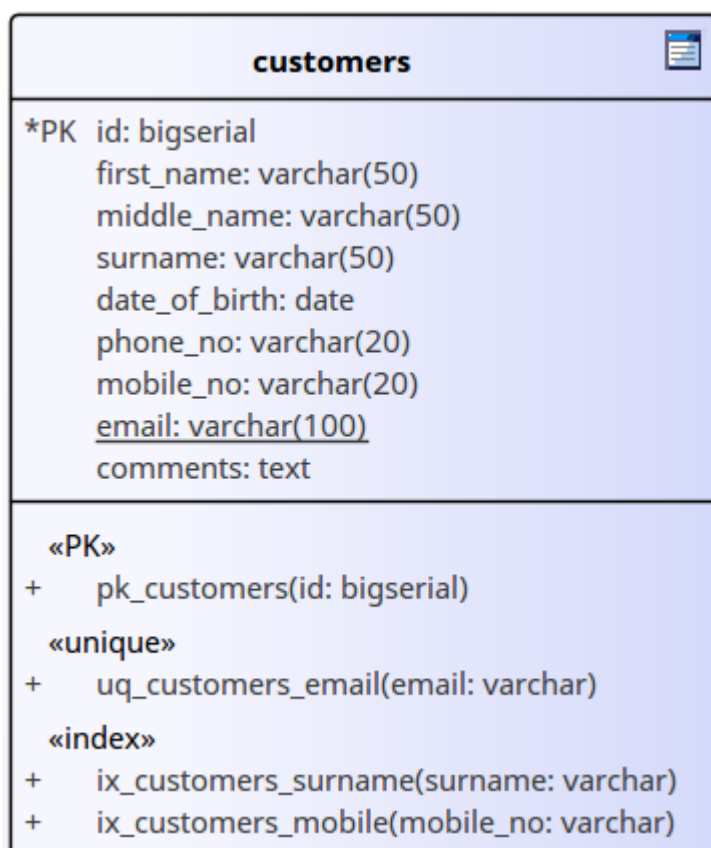 customers
*PK id: bigserial
first_name: varchar(50)
middle_name: varchar(50)
surname: varchar(50)
date_of_birth: date
phone_no: varchar(20)
mobile_no: varchar(20)
email: varchar(100)
comments: text
«PK»
+ pk_customers(id: bigserial)
«unique»
+ uq_customers_email(email: varchar)
«index»
+ ix_customers_surname(surname: varchar)
+ ix_customers_mobile(mobile_no: varchar)